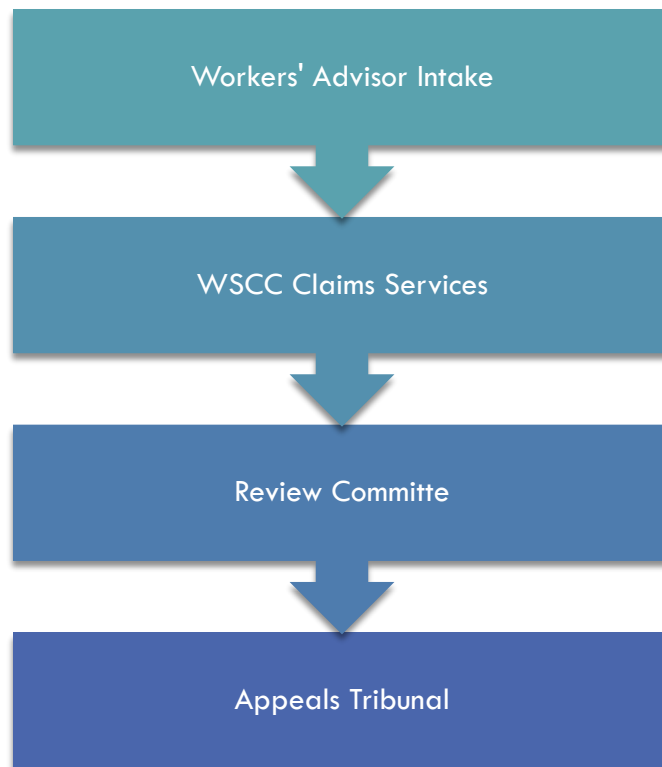 Workers' Advisor Intake
WSCC Claims Services
Review Committe
Appeals Tribunal